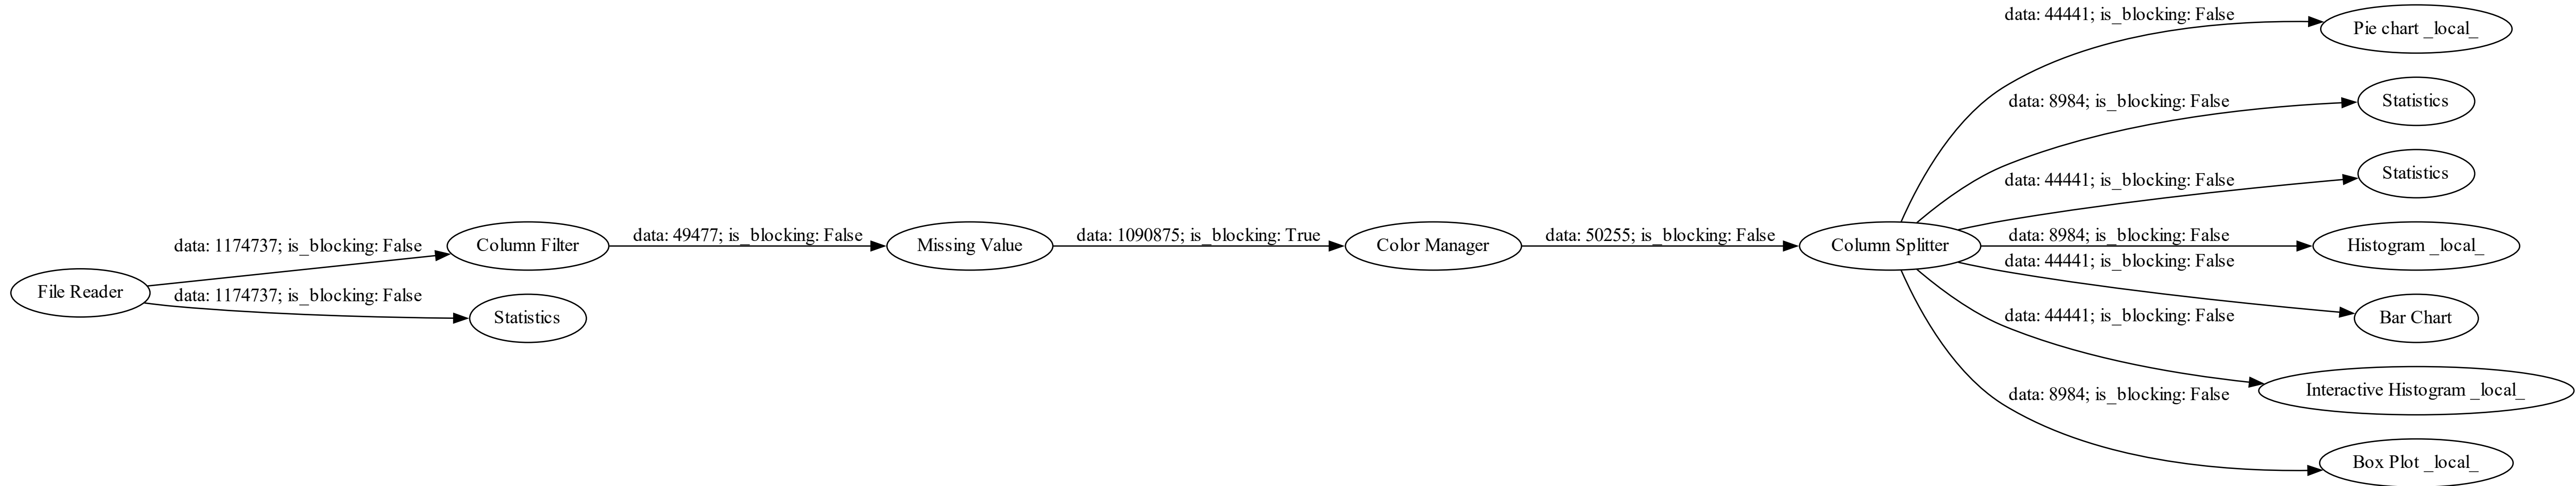 data: 44441; is_blocking: False
Pie chart _local_
data: 8984; is_blocking: False
Statistics
data: 44441; is_blocking: False
Statistics
File Reader
data: 1174737; is_blocking: False
Column Filter
data: 49477; is_blocking: False
Missing Value
data: 1090875; is_blocking: True
Color Manager
data: 50255; is_blocking: False
Column Splitter
data: 8984; is_blocking: False
Histogram _local_
data: 44441; is_blocking: False
data: 1174737; is_blocking: False
Statistics
Bar Chart
data: 44441; is_blocking: False
Interactive Histogram _local_
data: 8984; is_blocking: False
Box Plot _local_